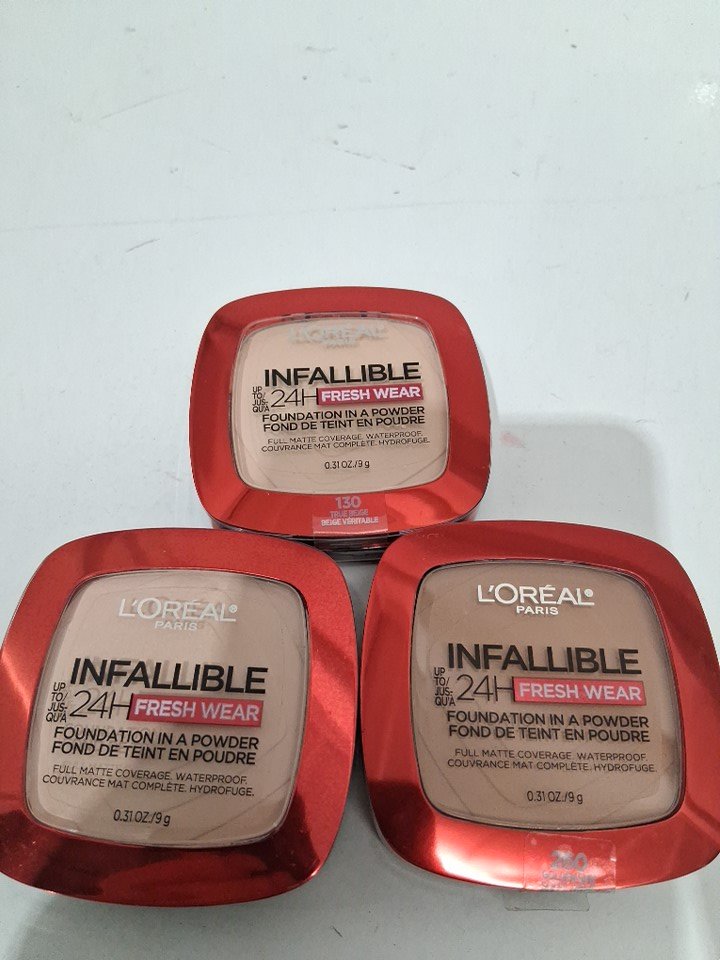 L'ORÉAL
PARIS
INFALLIBLE
UP TO/ JUS- QU'À 24H FRESH WEAR
FOUNDATION IN A POWDER
FOND DE TEINT EN POUDRE
FULL MATTE COVERAGE. WATERPROOF.
COUVRANCE MAT COMPLÈTE. HYDROFUGE.
0.31 OZ./9 g
130
TRUE BEIGE
BEIGE VÉRITABLE
L'ORÉAL®
PARIS
INFALLIBLE
UP TO/ JUS- QU'À 24H FRESH WEAR
FOUNDATION IN A POWDER
FOND DE TEINT EN POUDRE
FULL MATTE COVERAGE. WATERPROOF.
COUVRANCE MAT COMPLÈTE. HYDROFUGE.
0.31 OZ./9 g
L'ORÉAL®
PARIS
INFALLIBLE
UP TO/ JUS- QU'À 24H FRESH WEAR
FOUNDATION IN A POWDER
FOND DE TEINT EN POUDRE
FULL MATTE COVERAGE. WATERPROOF.
COUVRANCE MAT COMPLÈTE. HYDROFUGE.
0.31 OZ./9 g